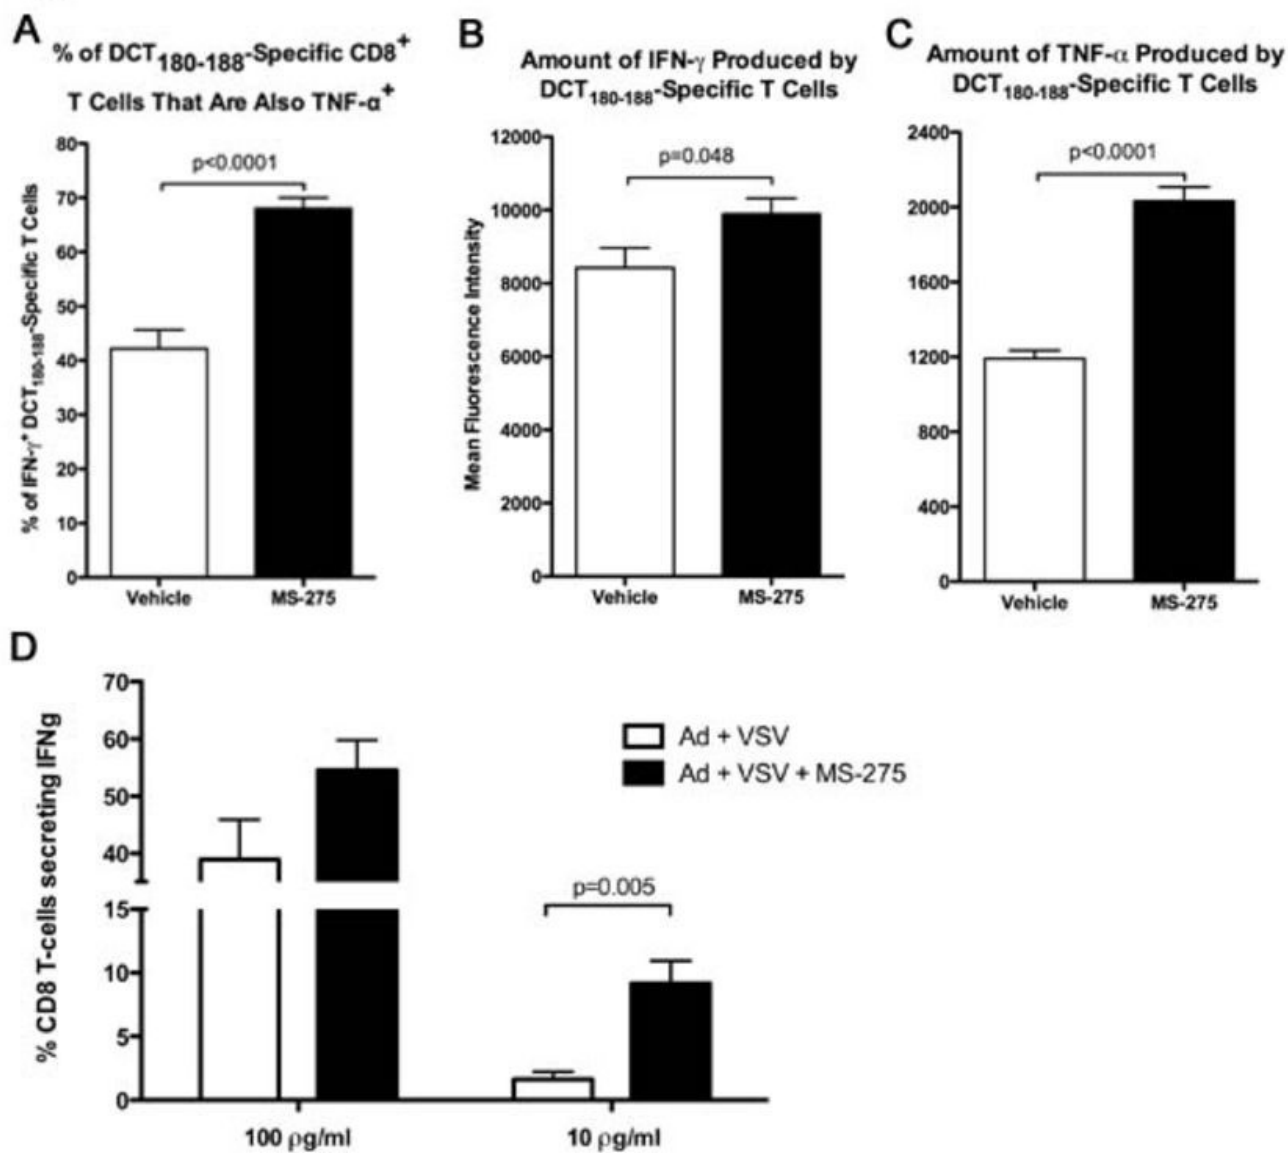 A
% of DCT180-188-Specific CD8+
T Cells That Are Also TNF-α+
p<0.0001
80
70
60
50
40
30
20
10
0
% of IFN-γ+ DCT180-188-Specific T Cells
Vehicle MS-275
B
Amount of IFN-γ Produced by
DCT180-188-Specific T Cells
p=0.048
12000
10000
8000
6000
4000
2000
0
Mean Fluorescence Intensity
Vehicle MS-275
C
Amount of TNF-α Produced by
DCT180-188-Specific T Cells
p<0.0001
2400
2000
1600
1200
800
400
0
Vehicle MS-275
D
70
60
50
40
15
10
5
0
% CD8 T-cells secreting IFNg
Ad + VSV
Ad + VSV + MS-275
p=0.005
100 ρg/ml 10 ρg/ml